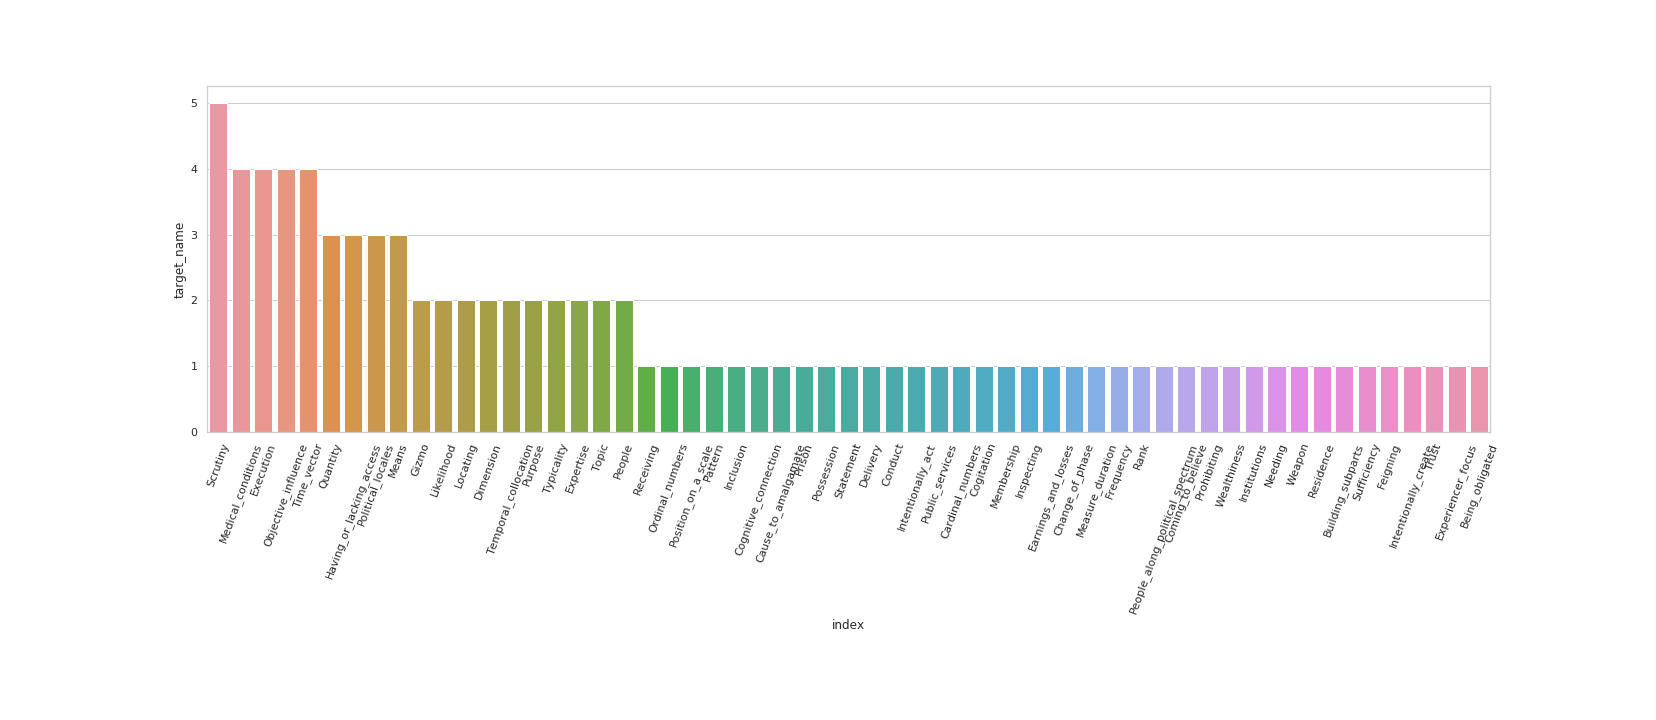 5
4
3
2
1
0
target_name
Scrutiny
Medical_conditions
Execution
Objective_influence
Time_vector
Quantity
Having_or_lacking_access
Political_locales
Means
Gizmo
Likelihood
Locating
Dimension
Temporal_collocation
Purpose
Typicality
Expertise
Topic
People
Receiving
Ordinal_numbers
Position_on_a_scale
Pattern
Inclusion
Cognitive_connection
Cause_to_amalgamate
Prison
Possession
Statement
Delivery
Conduct
Intentionally_act
Public_services
Cardinal_numbers
Cogitation
Membership
Inspecting
Earnings_and_losses
Change_of_phase
Measure_duration
Frequency
Rank
People_along_political_spectrum
Coming_to_believe
Prohibiting
Wealthiness
Institutions
Needing
Weapon
Residence
Building_subparts
Sufficiency
Feigning
Intentionally_create
Trust
Experiencer_focus
Being_obligated
index